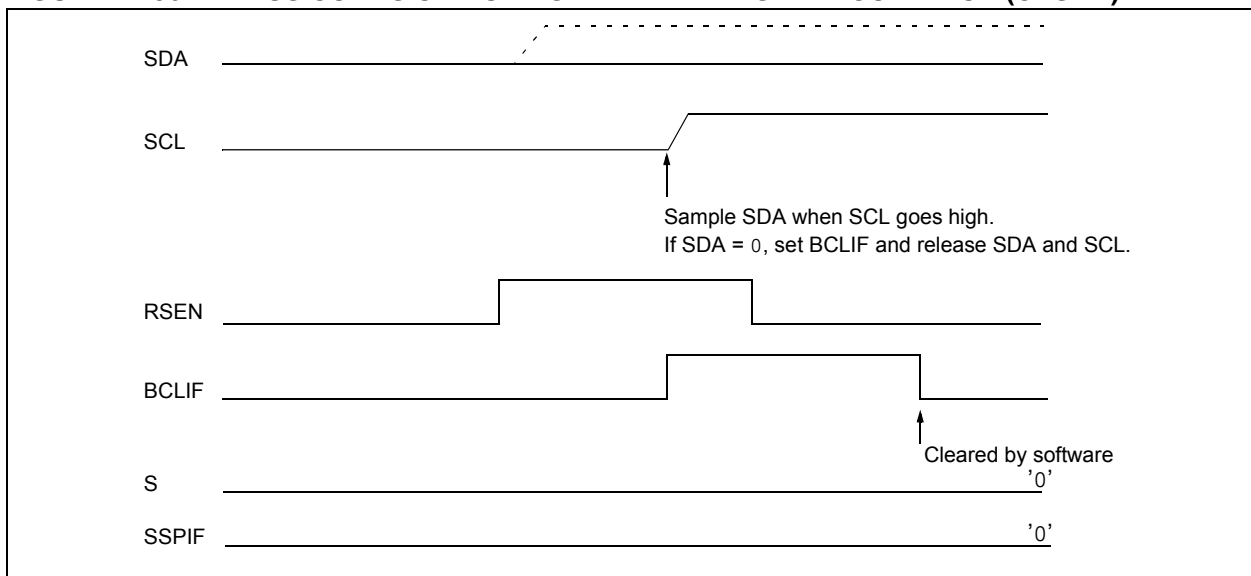 SDA
SCL
Sample SDA when SCL goes high.
If SDA = 0, set BCLIF and release SDA and SCL.
RSEN
BCLIF
Cleared by software
S
'0'
SSPIF
'0'